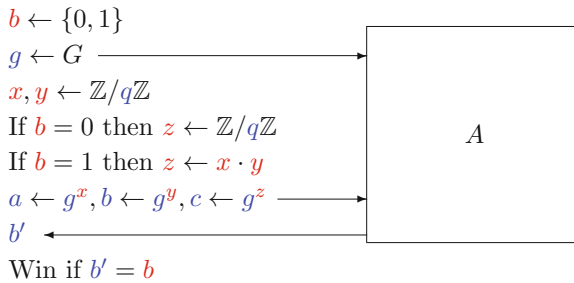 b ← {0, 1}
g ← G
x, y ← ℤ/qℤ
If b = 0 then z ← ℤ/qℤ
A
If b = 1 then z ← x · y
a ← g^x, b ← g^y, c ← g^z
b′
Win if b′ = b